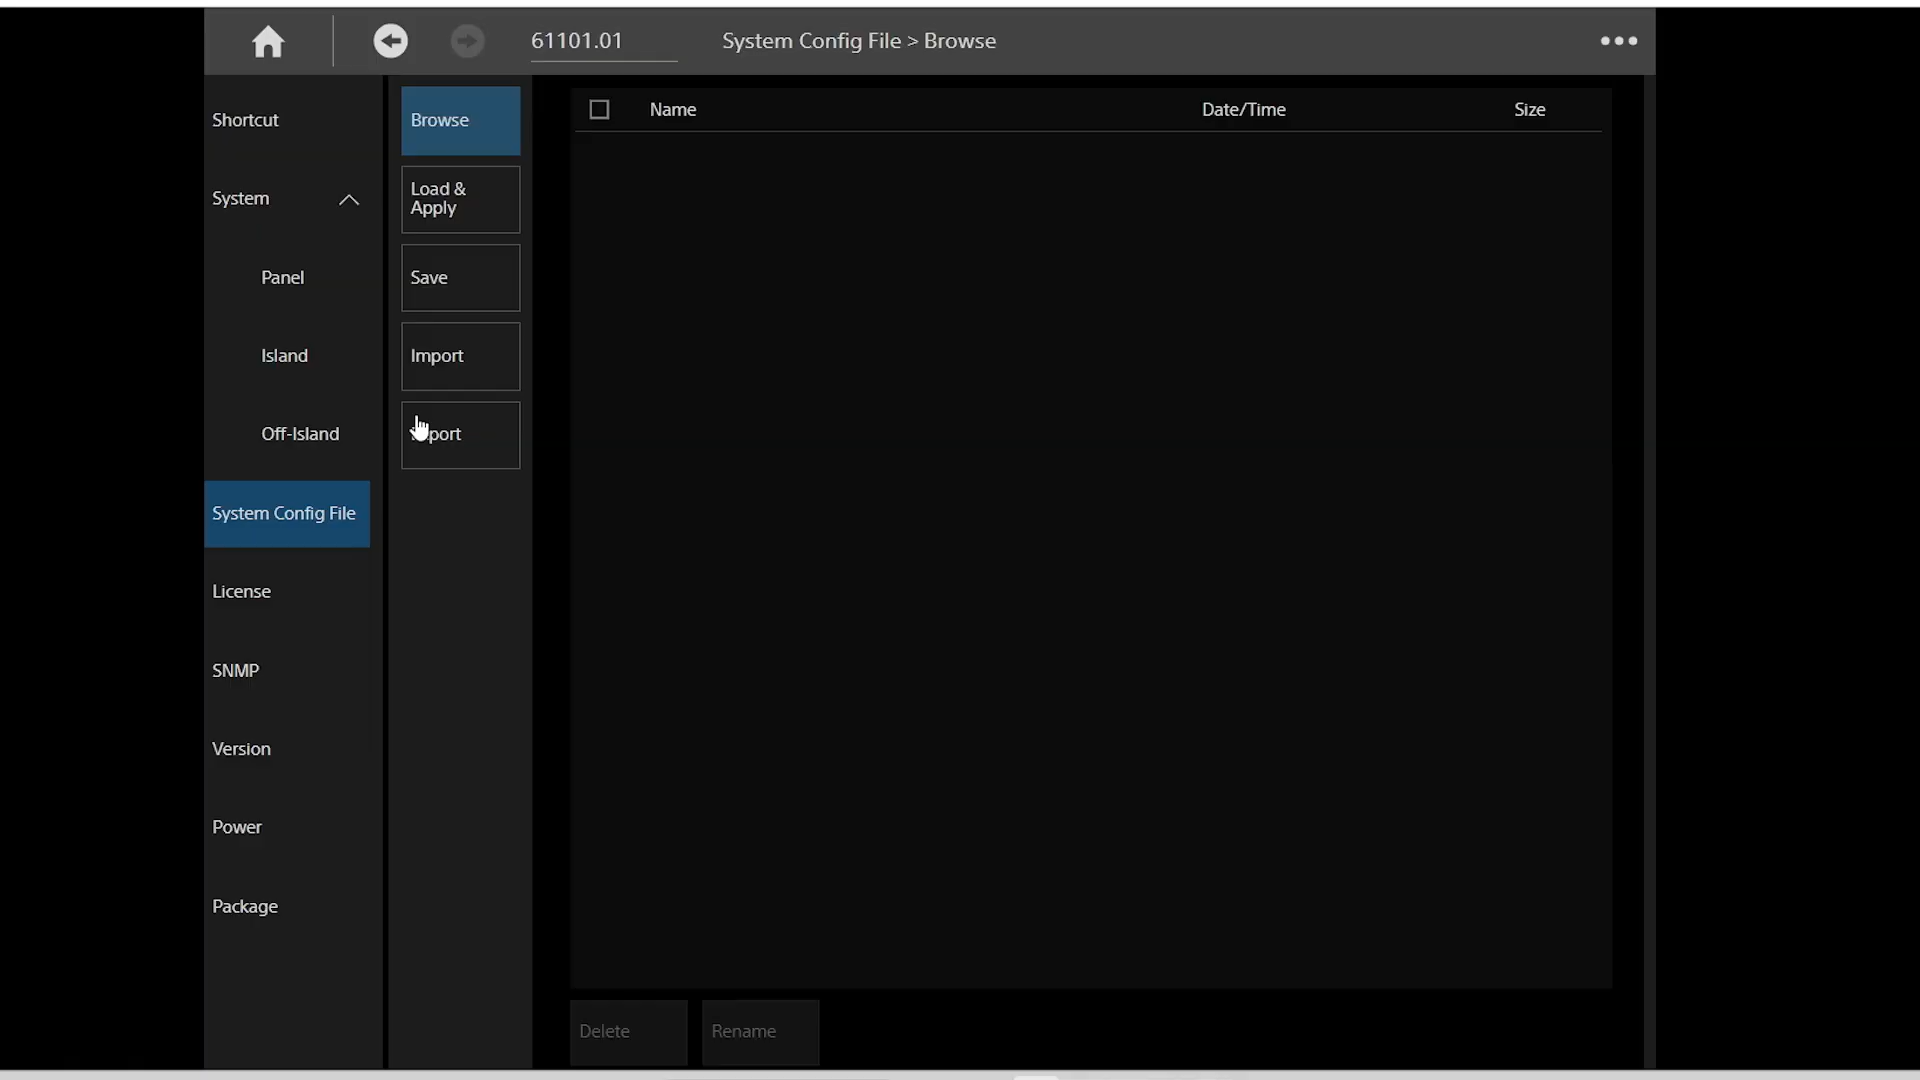 61101.01
System Config File > Browse
Shortcut
System
Panel
Island
Off-Island
System Config File
License
SNMP
Version
Power
Package
Browse
Load &
Apply
Save
Import
Name
Date/Time
Size
Delete
Rename